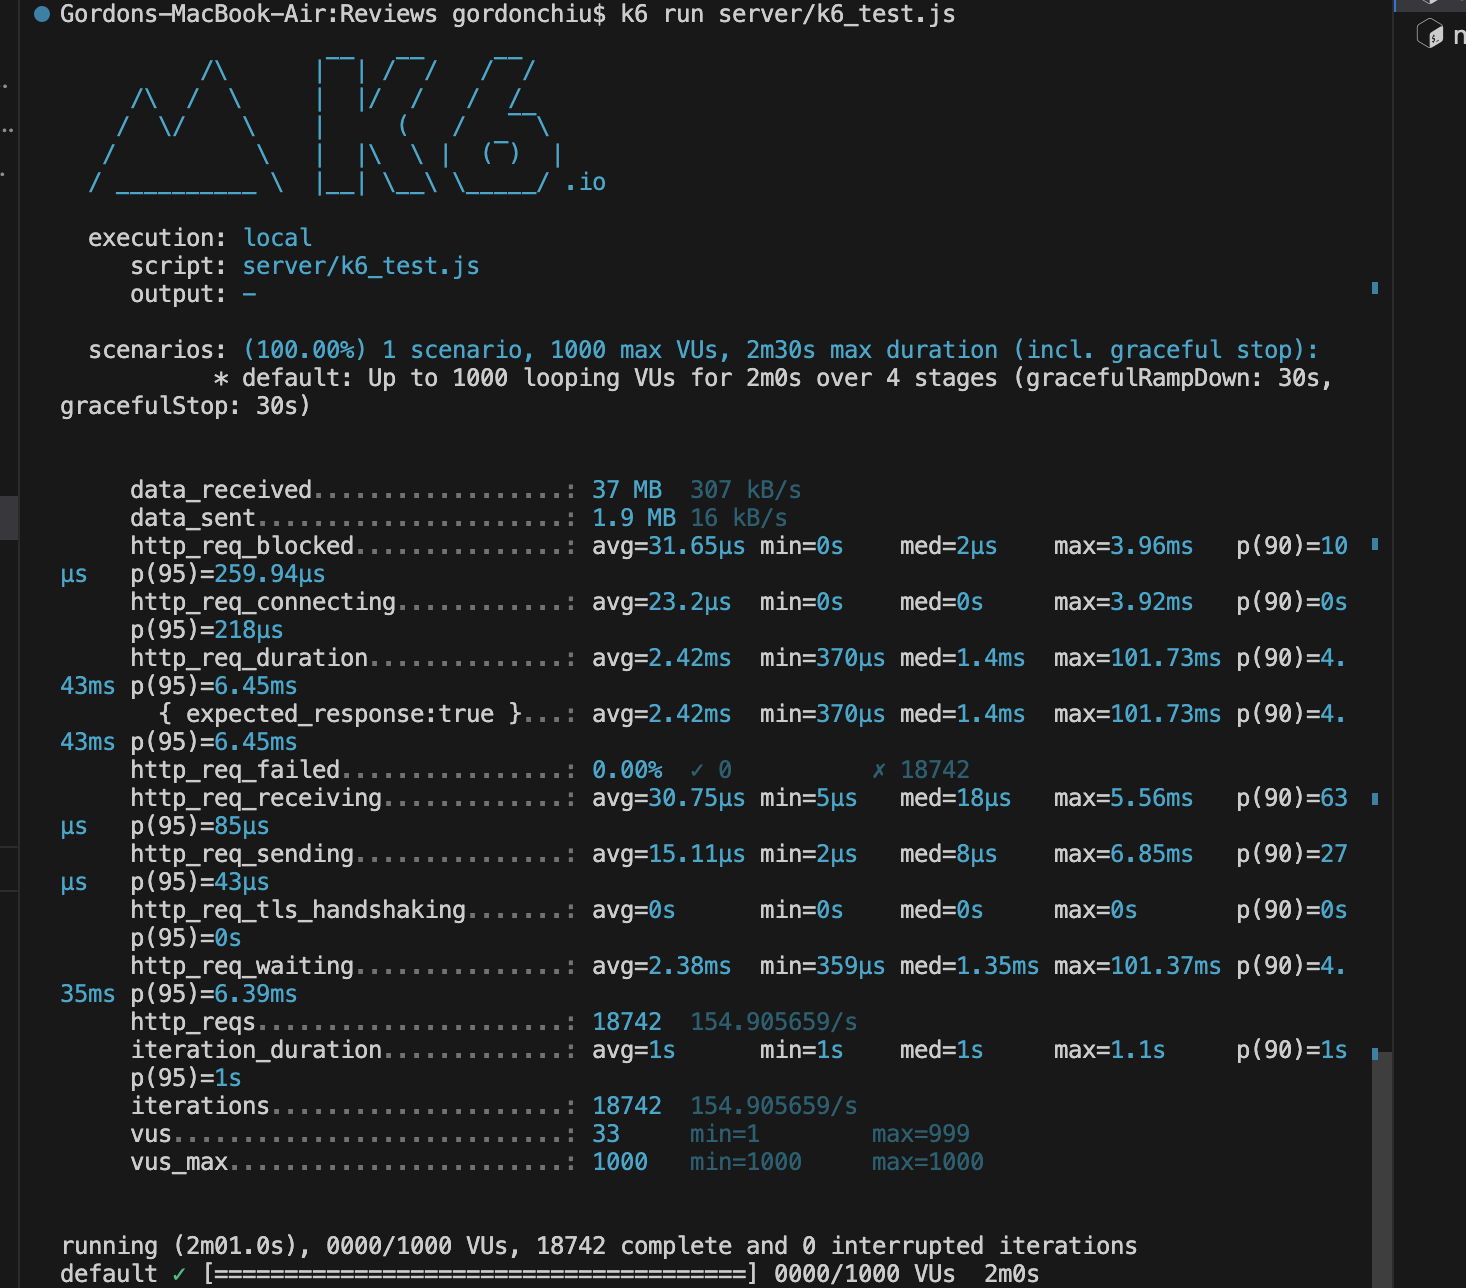 Gordons-MacBook-Air:Reviews gordonchiu$ k6 run server/k6_test.js
.io
execution: local
script: server/k6_test.js
output: -
scenarios: (100.00%) 1 scenario, 1000 max VUs, 2m30s max duration (incl. graceful stop):
* default: Up to 1000 looping VUs for 2m0s over 4 stages (gracefulRampDown: 30s,
gracefulStop: 30s)
data_received..................: 37 MB 307 kB/s
data_sent......................: 1.9 MB 16 kB/s
http_req_blocked...............: avg=31.65µs min=0s med=2µs max=3.96ms p(90)=10
µs p(95)=259.94µs
http_req_connecting............: avg=23.2µs min=0s med=0s max=3.92ms p(90)=0s
p(95)=218µs
http_req_duration..............: avg=2.42ms min=370µs med=1.4ms max=101.73ms p(90)=4.
43ms p(95)=6.45ms
{ expected_response:true }...: avg=2.42ms min=370µs med=1.4ms max=101.73ms p(90)=4.
43ms p(95)=6.45ms
http_req_failed................: 0.00% ✓ 0 ✗ 18742
http_req_receiving.............: avg=30.75µs min=5µs med=18µs max=5.56ms p(90)=63
µs p(95)=85µs
http_req_sending...............: avg=15.11µs min=2µs med=8µs max=6.85ms p(90)=27
µs p(95)=43µs
http_req_tls_handshaking.......: avg=0s min=0s med=0s max=0s p(90)=0s
p(95)=0s
http_req_waiting...............: avg=2.38ms min=359µs med=1.35ms max=101.37ms p(90)=4.
35ms p(95)=6.39ms
http_reqs......................: 18742 154.905659/s
iteration_duration.............: avg=1s min=1s med=1s max=1.1s p(90)=1s
p(95)=1s
iterations.....................: 18742 154.905659/s
vus............................: 33 min=1 max=999
vus_max........................: 1000 min=1000 max=1000
running (2m01.0s), 0000/1000 VUs, 18742 complete and 0 interrupted iterations
default ✓ [======================================] 0000/1000 VUs 2m0s